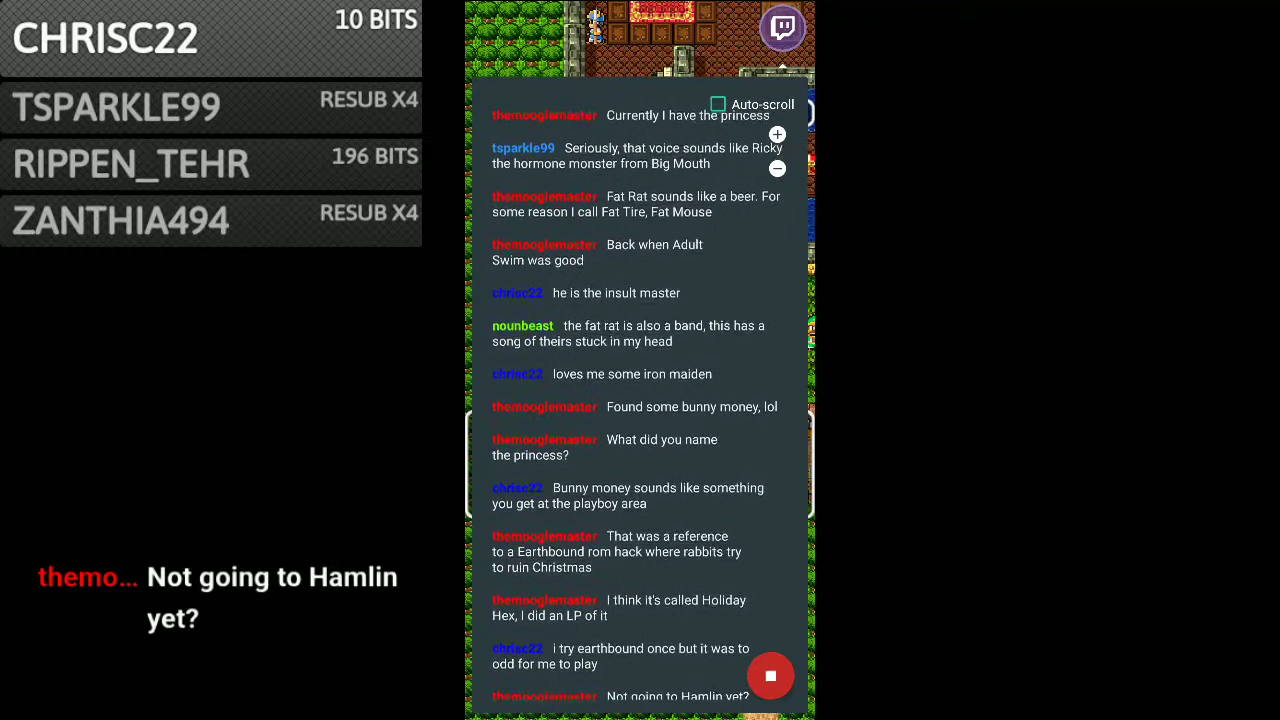 CHRISC22 10 BITS
TSPARKLE99 RESUB X4
RIPPEN_TEHR 196 BITS
ZANTHIA494 RESUB X4
themo... Not going to Hamlin
yet?
Auto-scroll
themooglemaster Currently I have the princess
tsparkle99 Seriously, that voice sounds like Ricky
the hormone monster from Big Mouth
themooglemaster Fat Rat sounds like a beer. For
some reason I call Fat Tire, Fat Mouse
themooglemaster Back when Adult
Swim was good
chrisc22 he is the insult master
nounbeast the fat rat is also a band, this has a
song of theirs stuck in my head
chrisc22 loves me some iron maiden
themooglemaster Found some bunny money, lol
themooglemaster What did you name
the princess?
chrisc22 Bunny money sounds like something
you get at the playboy area
themooglemaster That was a reference
to a Earthbound rom hack where rabbits try
to ruin Christmas
themooglemaster I think it's called Holiday
Hex, I did an LP of it
chrisc22 i try earthbound once but it was to
odd for me to play
themooglemaster Not going to Hamlin yet?